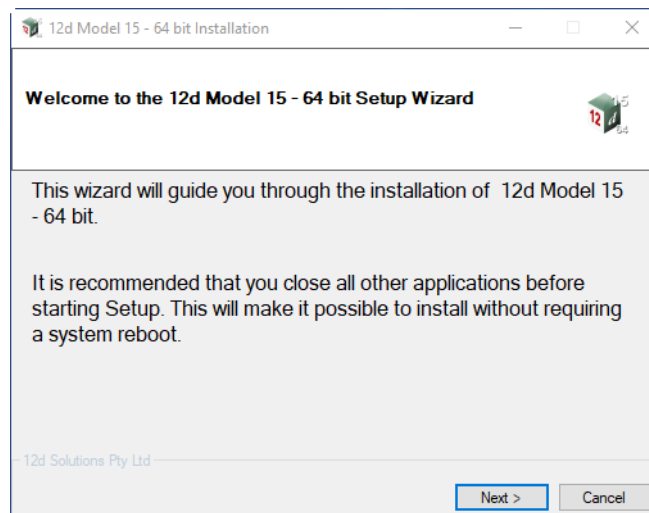 12d Model 15 - 64 bit Installation
Welcome to the 12d Model 15 - 64 bit Setup Wizard
15
12 d
64
This wizard will guide you through the installation of  12d Model 15
- 64 bit.
It is recommended that you close all other applications before
starting Setup. This will make it possible to install without requiring
a system reboot.
12d Solutions Pty Ltd
Next >
Cancel